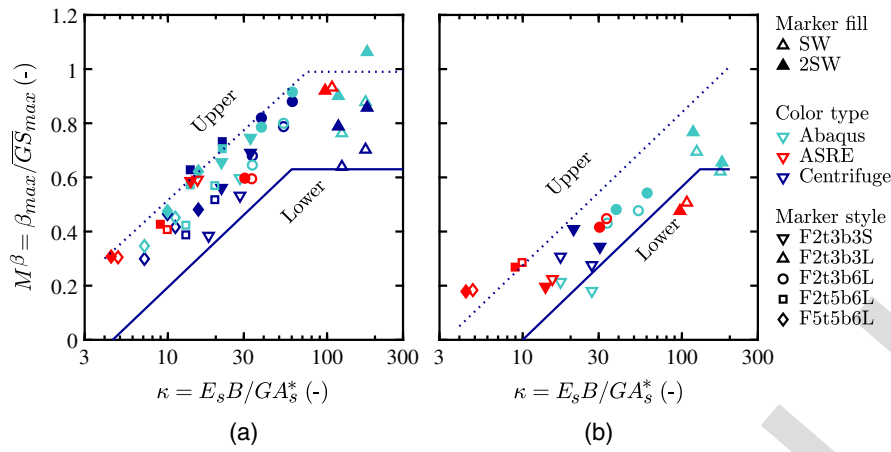 M^β = β_max/\overline{GS}_max (-)
1.2
1
0.8
0.6
0.4
0.2
0
Upper
Lower
3 10 30 100 300
κ = E_sB/GA_s^* (-)
(a)
Upper
Lower
3 10 30 100 300
κ = E_sB/GA_s^* (-)
(b)
Marker fill
SW
2SW
Color type
Abaqus
ASRE
Centrifuge
Marker style
F2t3b3S
F2t3b3L
F2t3b6L
F2t5b6L
F5t5b6L